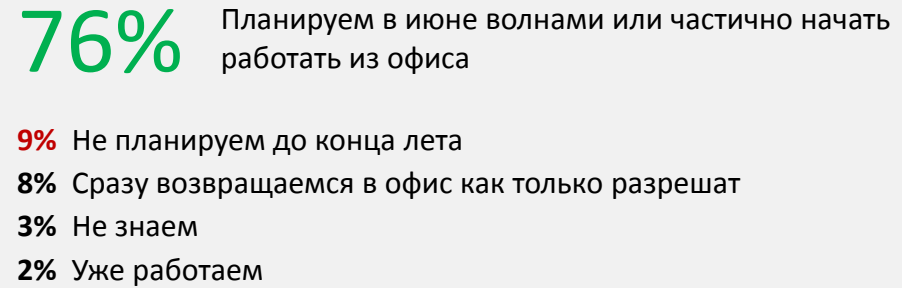 76%
Планируем в июне волнами или частично начать
работать из офиса
9% Не планируем до конца лета
8% Сразу возвращаемся в офис как только разрешат
3% Не знаем
2% Уже работаем